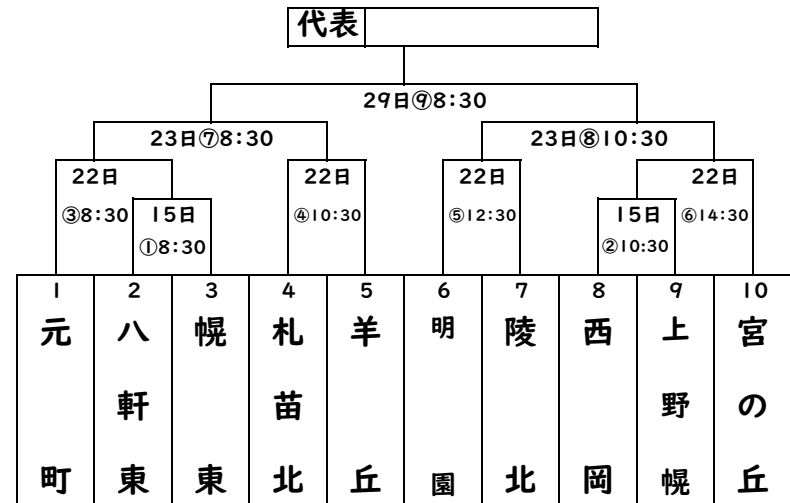 代表
29日⑨8:30
23日⑦8:30
23日⑧10:30
22日
22日
22日
22日
③8:30
15日
④10:30
⑤12:30
15日
⑥14:30
①8:30
②10:30
1 2 3 4 5 6 7 8 9 10
元町
八軒東
幌東
札苗北
羊丘
明園
陵北
西岡
上野幌
宮の丘